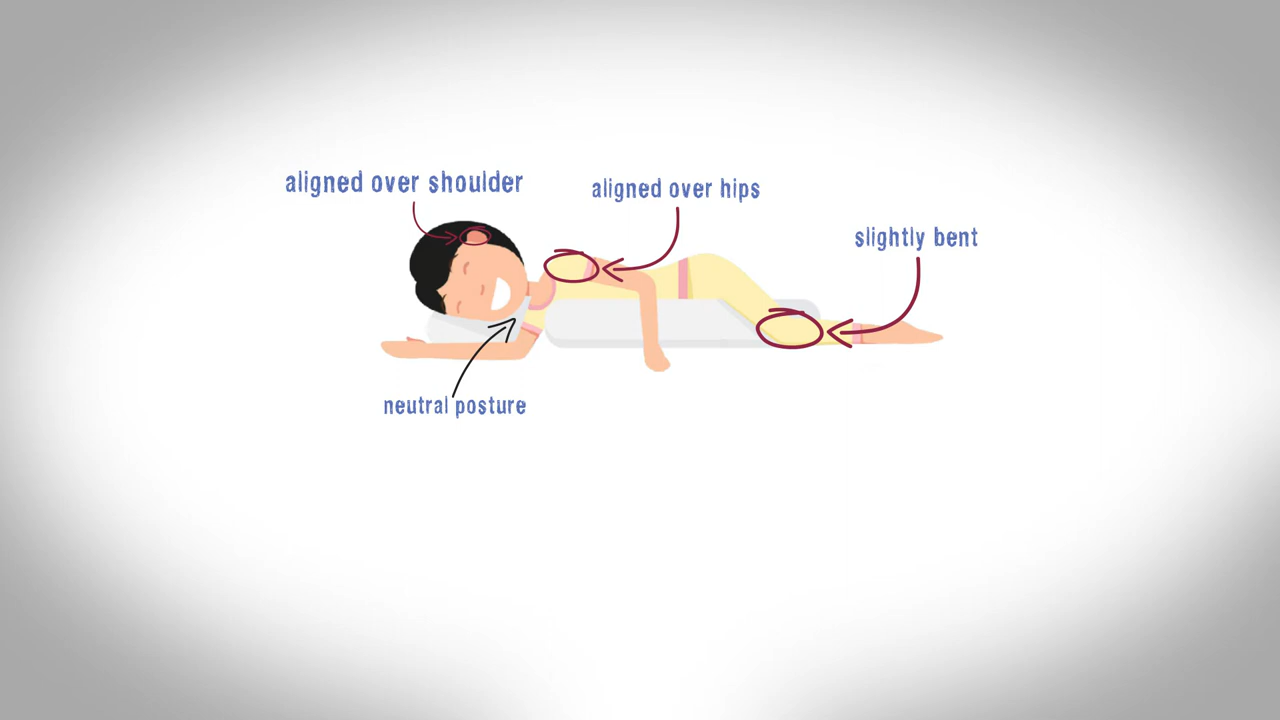 aligned over shoulder
aligned over hips
slightly bent
neutral posture